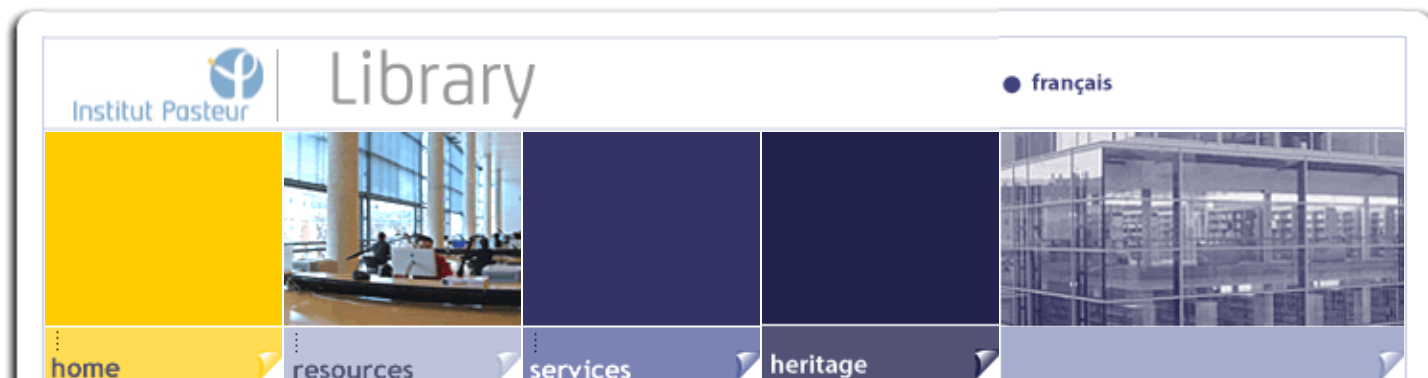 Institut Pasteur
Library
français
home
resources
services
heritage